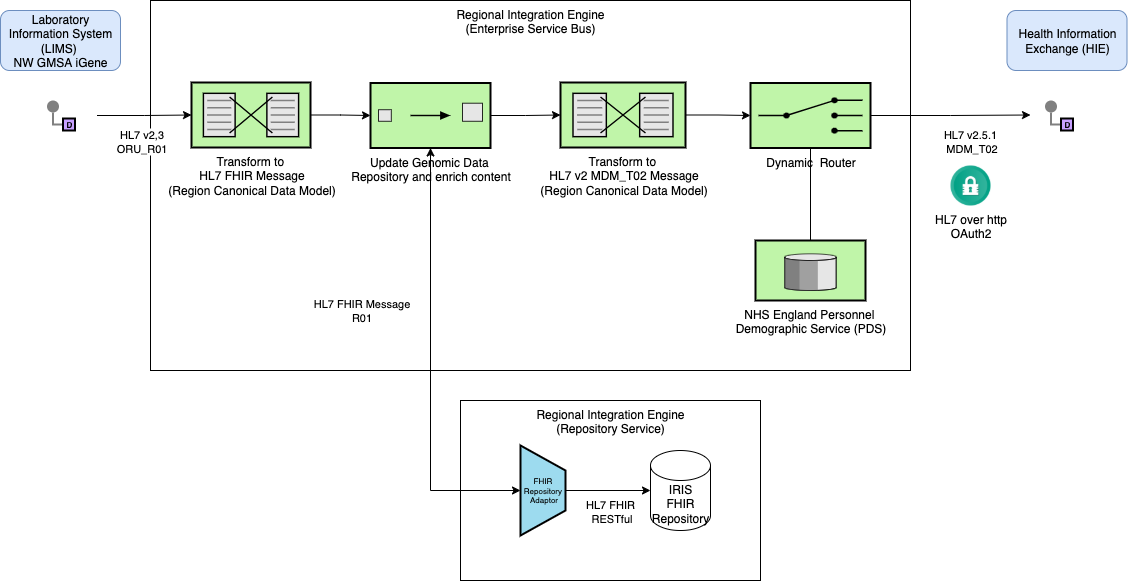 Laboratory
Information System
(LIMS)
NW GMSA iGene
Regional Integration Engine
(Enterprise Service Bus)
Health Information
Exchange (HIE)
D
D
HL7 v2,3
ORU_R01
Transform to
HL7 FHIR Message
(Region Canonical Data Model)
Update Genomic Data
Repository and enrich content
Transform to
HL7 v2 MDM_T02 Message
(Region Canonical Data Model)
Dynamic Router
HL7 v2.5.1
MDM_T02
HL7 over http
OAuth2
HL7 FHIR Message
R01
NHS England Personnel
Demographic Service (PDS)
Regional Integration Engine
(Repository Service)
FHIR
Repository
Adaptor
HL7 FHIR
RESTful
IRIS
FHIR
Repository